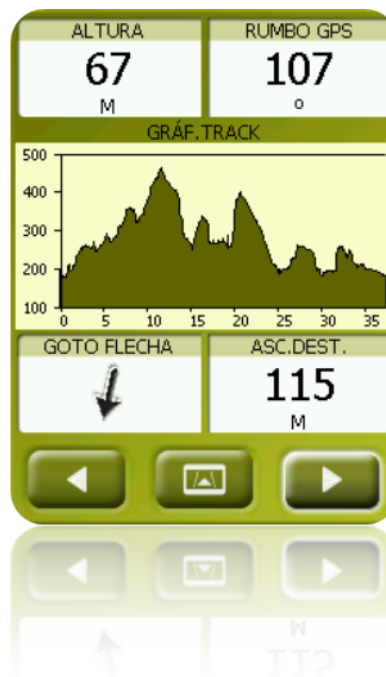 ALTURA
67
M
RUMBO GPS
107
o
GRÁF.TRACK
500
400
300
200
100
0 5 10 15 20 25 30 35
GOTO FLECHA
ASC.DEST.
115
M